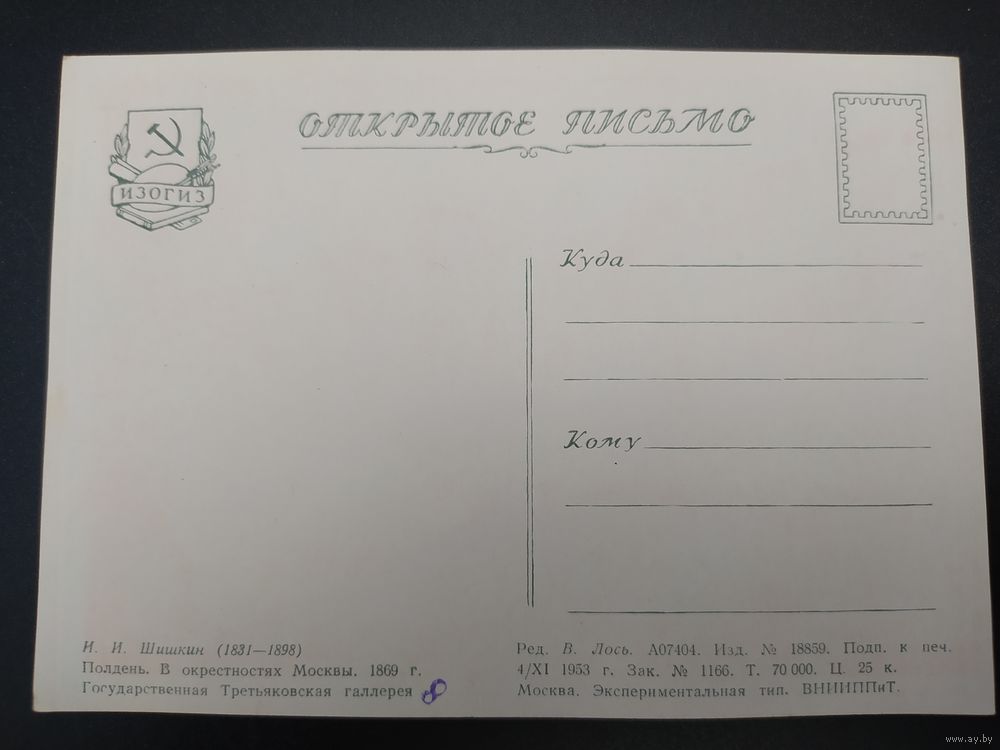 ОТКРЫТОЕ ПИСЬМО
ИЗОГИЗ
Куда
Кому
И. И. Шишкин (1831—1898)
Полдень. В окрестностях Москвы. 1869 г.
Государственная Третьяковская галлерея 8
Ред. В. Лось. А07404. Изд. № 18859. Подп. к печ.
4/XI 1953 г. Зак. № 1166. Т. 70 000. Ц. 25 к.
Москва. Экспериментальная тип. ВНИИППиТ.
www.ay.by